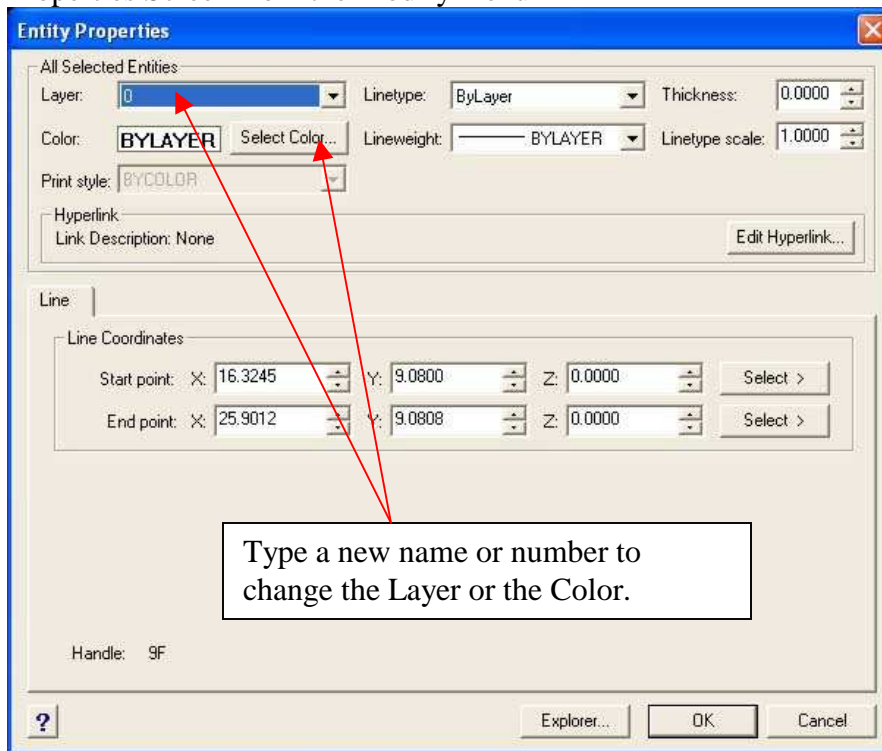 Entity Properties
All Selected Entities
Layer: 0 Linetype: ByLayer Thickness: 0.0000
Color: BYLAYER Select Color... Lineweight: BYLAYER Linetype scale: 1.0000
Print style: BYCOLOR
Hyperlink
Link Description: None Edit Hyperlink...
Line
Line Coordinates
Start point: X: 16.3245 Y: 9.0800 Z: 0.0000 Select >
End point: X: 25.9012 Y: 9.0808 Z: 0.0000 Select >
Type a new name or number to
change the Layer or the Color.
Handle: 9F
? Explorer... OK Cancel